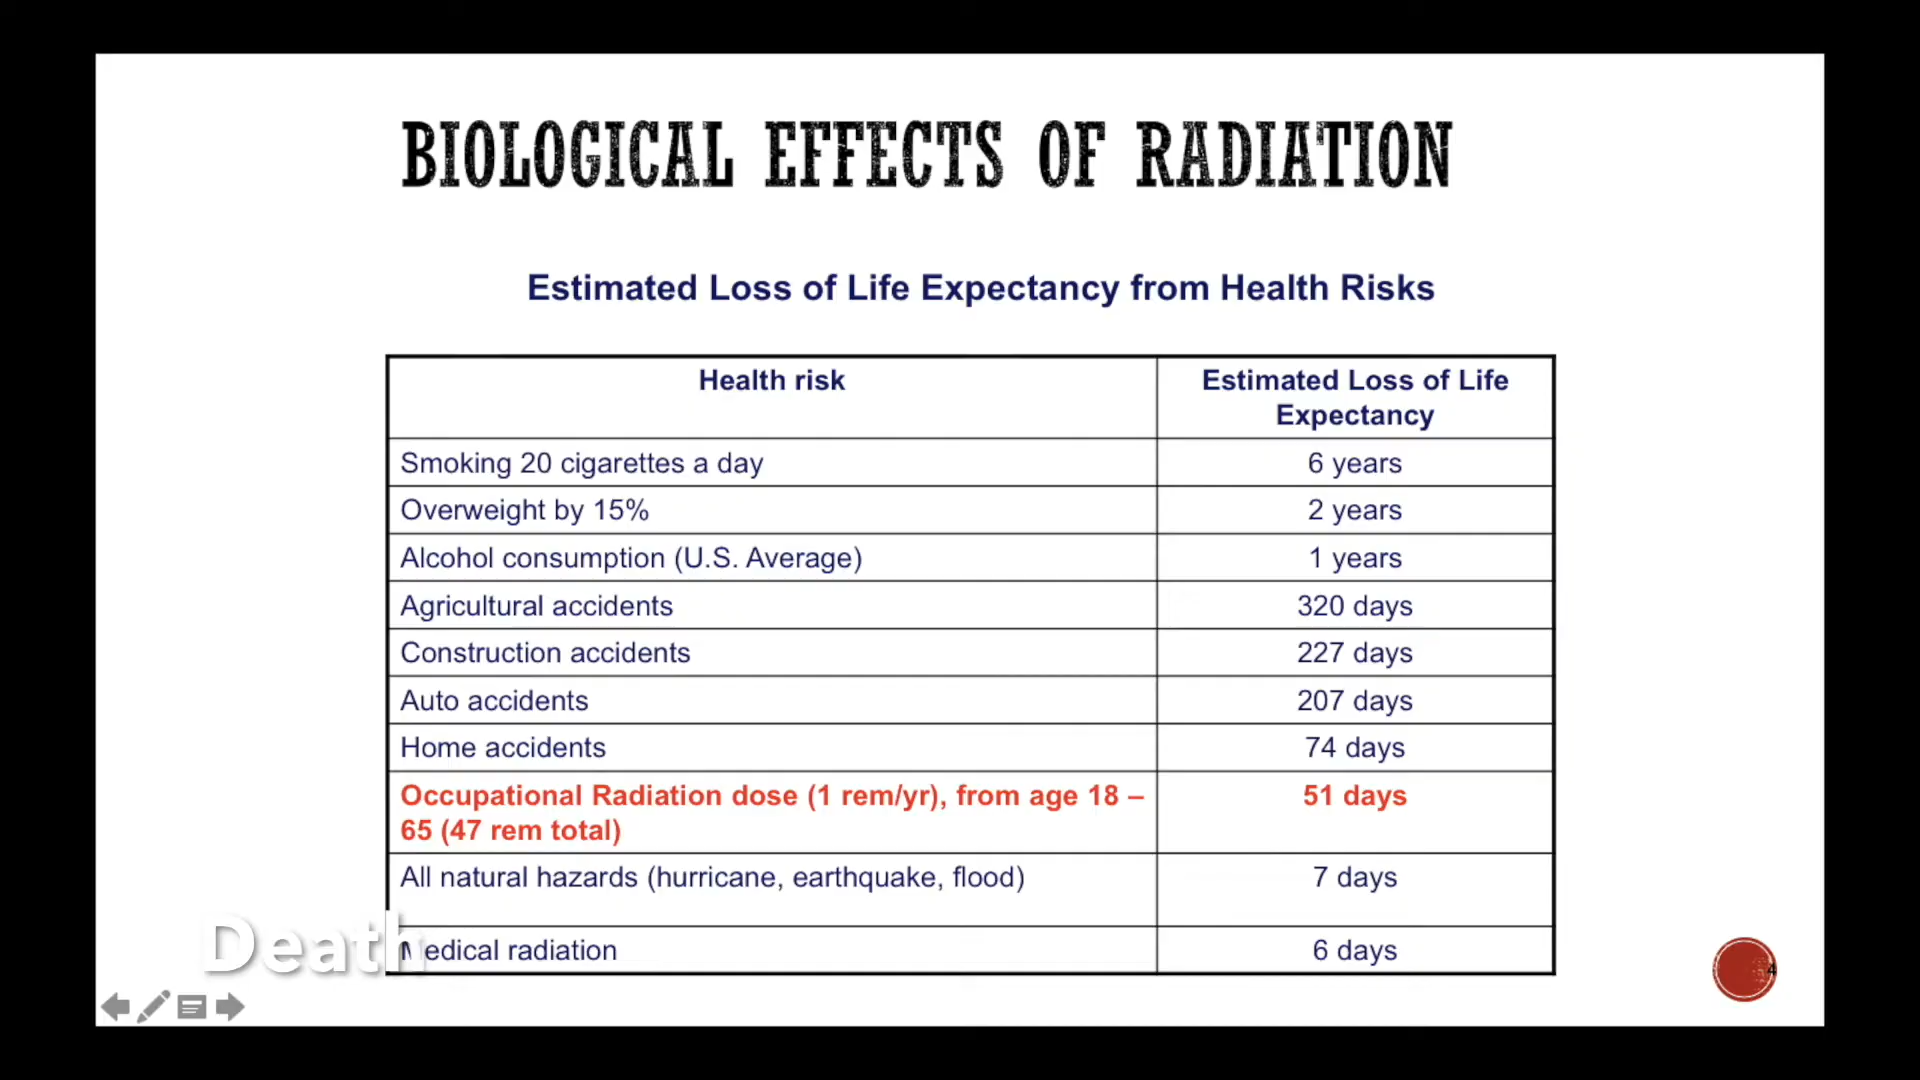 BIOLOGICAL EFFECTS OF RADIATION
Estimated Loss of Life Expectancy from Health Risks
Health risk
Estimated Loss of Life
Expectancy
Smoking 20 cigarettes a day
6 years
Overweight by 15%
2 years
Alcohol consumption (U.S. Average)
1 years
Agricultural accidents
320 days
Construction accidents
227 days
Auto accidents
207 days
Home accidents
74 days
Occupational Radiation dose (1 rem/yr), from age 18 –
65 (47 rem total)
51 days
All natural hazards (hurricane, earthquake, flood)
7 days
Medical radiation
6 days
Death
4